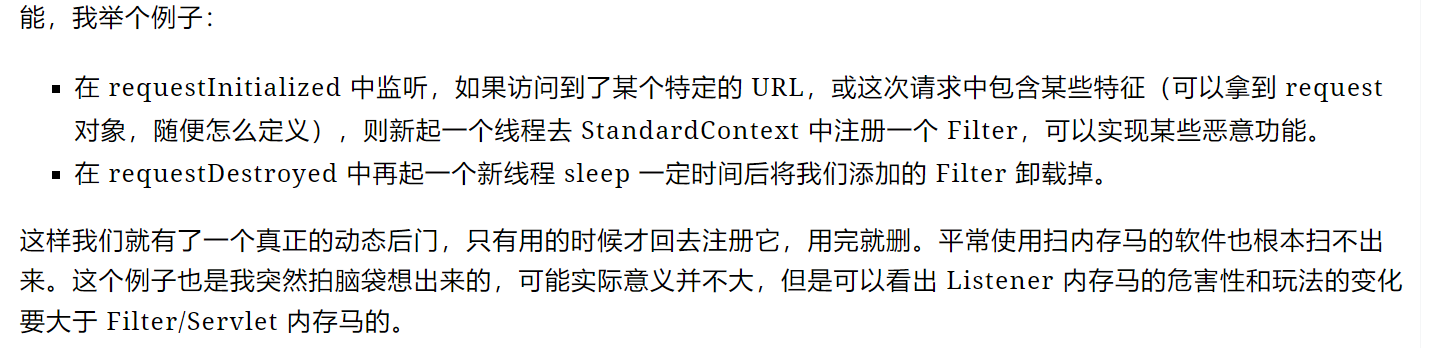 能，我举个例子：
▪ 在 requestInitialized 中监听，如果访问到了某个特定的 URL，或这次请求中包含某些特征（可以拿到 request
对象，随便怎么定义），则新起一个线程去 StandardContext 中注册一个 Filter，可以实现某些恶意功能。
▪ 在 requestDestroyed 中再起一个新线程 sleep 一定时间后将我们添加的 Filter 卸载掉。
这样我们就有了一个真正的动态后门，只有用的时候才回去注册它，用完就删。平常使用扫内存马的软件也根本扫不出
来。这个例子也是我突然拍脑袋想出来的，可能实际意义并不大，但是可以看出 Listener 内存马的危害性和玩法的变化
要大于 Filter/Servlet 内存马的。